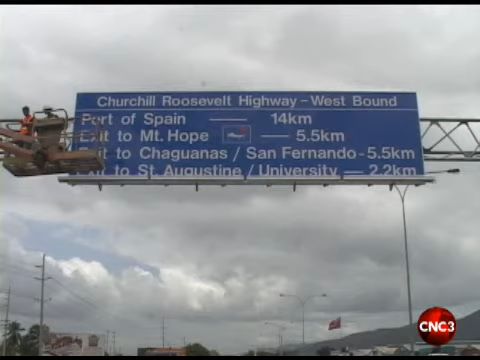 Churchill Roosevelt Highway - West Bound
Port of Spain — 14km
Exit to Mt. Hope — 5.5km
Exit to Chaguanas / San Fernando - 5.5km
Exit to St. Augustine / University — 2.2km
CNC3